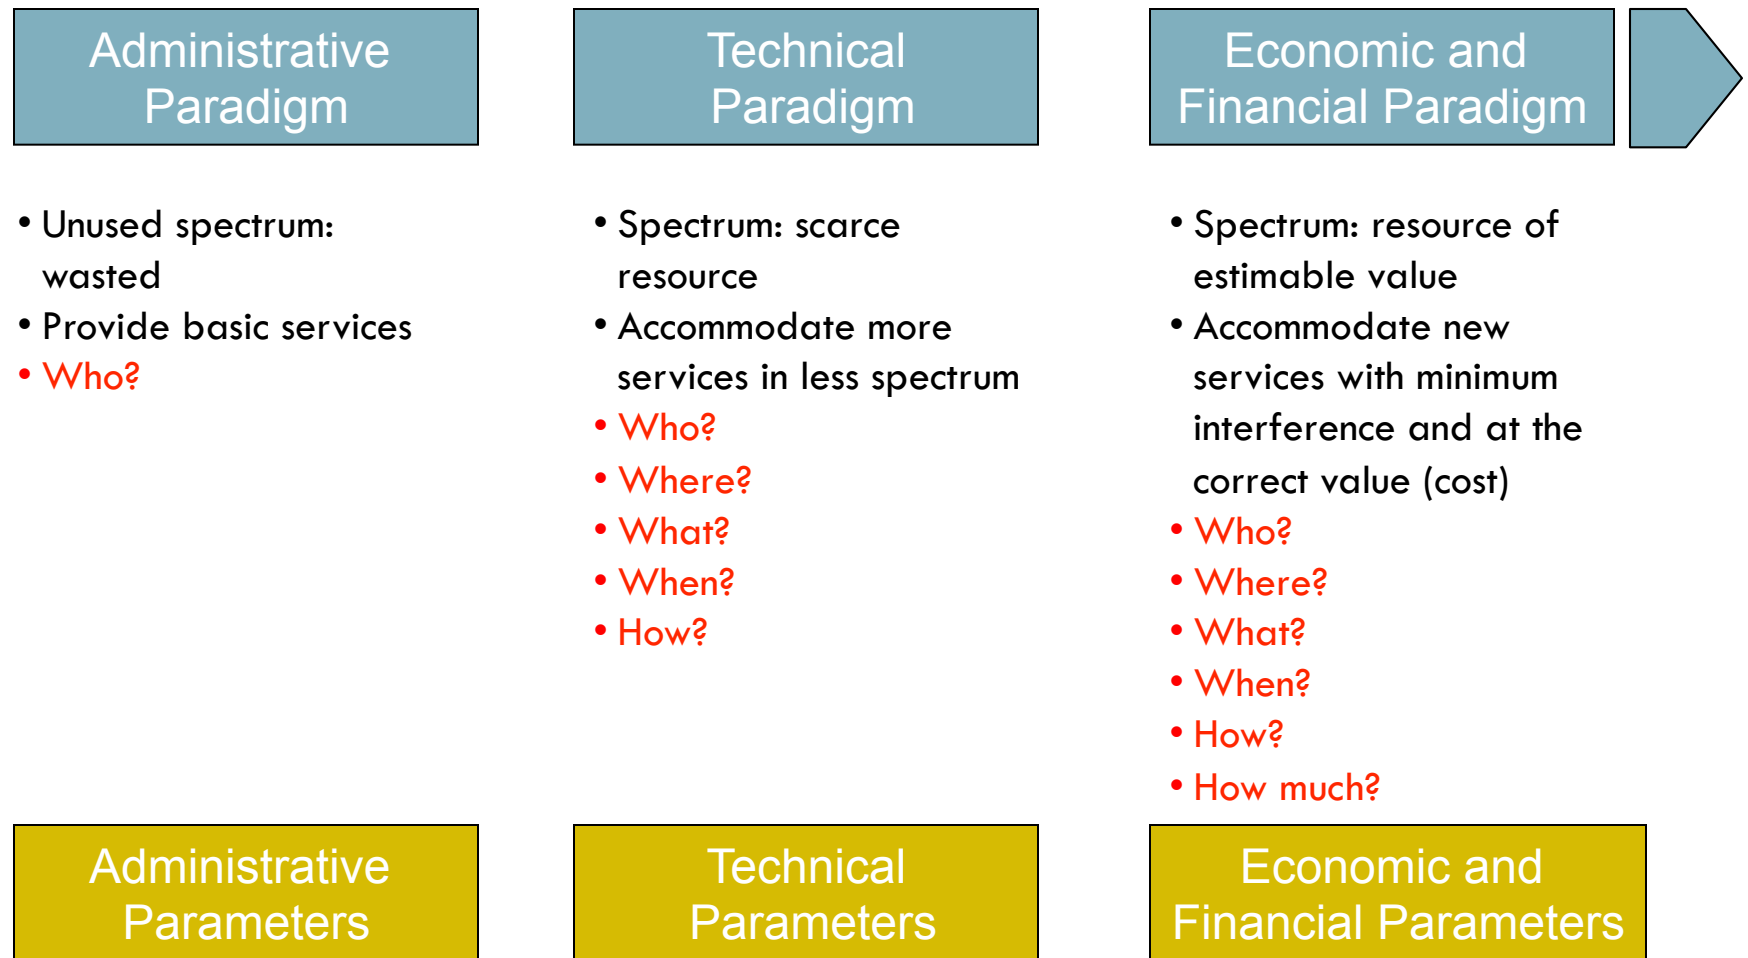 Administrative
Paradigm
• Unused spectrum:
wasted
• Provide basic services
• Who?
Administrative
Parameters
Technical
Paradigm
• Spectrum: scarce
resource
• Accommodate more
services in less spectrum
• Who?
• Where?
• What?
• When?
• How?
Technical
Parameters
Economic and
Financial Paradigm
• Spectrum: resource of
estimable value
• Accommodate new
services with minimum
interference and at the
correct value (cost)
• Who?
• Where?
• What?
• When?
• How?
• How much?
Economic and
Financial Parameters